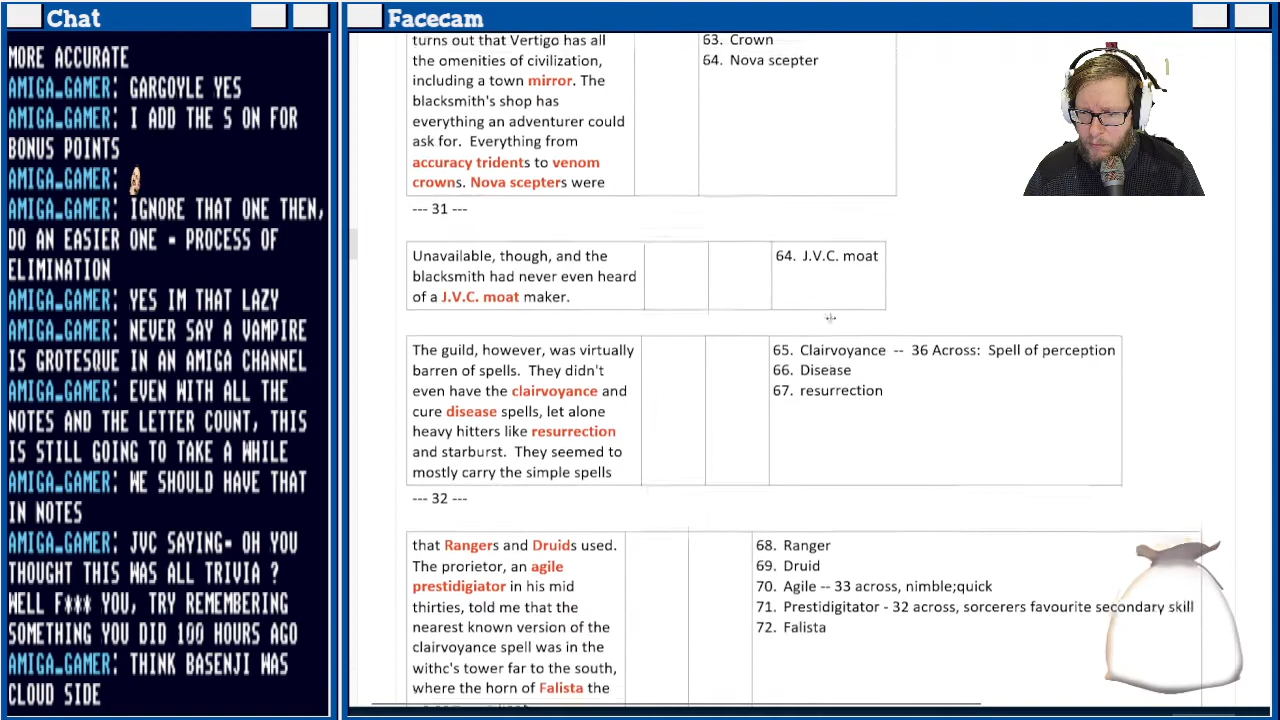 Chat
MORE ACCURATE
AMIGA_GAMER: GARGOYLE YES
AMIGA_GAMER: I ADD THE S ON FOR
BONUS POINTS
AMIGA_GAMER:
AMIGA_GAMER: IGNORE THAT ONE THEN,
DO AN EASIER ONE - PROCESS OF
ELIMINATION
AMIGA_GAMER: YES IM THAT LAZY
AMIGA_GAMER: NEVER SAY A VAMPIRE
IS GROTESQUE IN AN AMIGA CHANNEL
AMIGA_GAMER: EVEN WITH ALL THE
NOTES AND THE LETTER COUNT, THIS
IS STILL GOING TO TAKE A WHILE
AMIGA_GAMER: WE SHOULD HAVE THAT
IN NOTES
AMIGA_GAMER: JVC SAYING- OH YOU
THOUGHT THIS WAS ALL TRIVIA ?
WELL F*** YOU, TRY REMEMBERING
SOMETHING YOU DID 100 HOURS AGO
AMIGA_GAMER: THINK BASENJI WAS
CLOUD SIDE
Facecam
turns out that Vertigo has all
the omenities of civilization,
including a town mirror. The
blacksmith's shop has
everything an adventurer could
ask for. Everything from
accuracy tridents to venom
crowns. Nova scepters were
63. Crown
64. Nova scepter
--- 31 ---
Unavailable, though, and the
blacksmith had never even heard
of a J.V.C. moat maker.
64. J.V.C. moat
The guild, however, was virtually
barren of spells. They didn't
even have the clairvoyance and
cure disease spells, let alone
heavy hitters like resurrection
and starburst. They seemed to
mostly carry the simple spells
65. Clairvoyance -- 36 Across: Spell of perception
66. Disease
67. resurrection
--- 32 ---
that Rangers and Druids used.
The prorietor, an agile
prestidigiator in his mid
thirties, told me that the
nearest known version of the
clairvoyance spell was in the
withc's tower far to the south,
where the horn of Falista the
68. Ranger
69. Druid
70. Agile -- 33 across, nimble;quick
71. Prestidigitator - 32 across, sorcerers favourite secondary skill
72. Falista